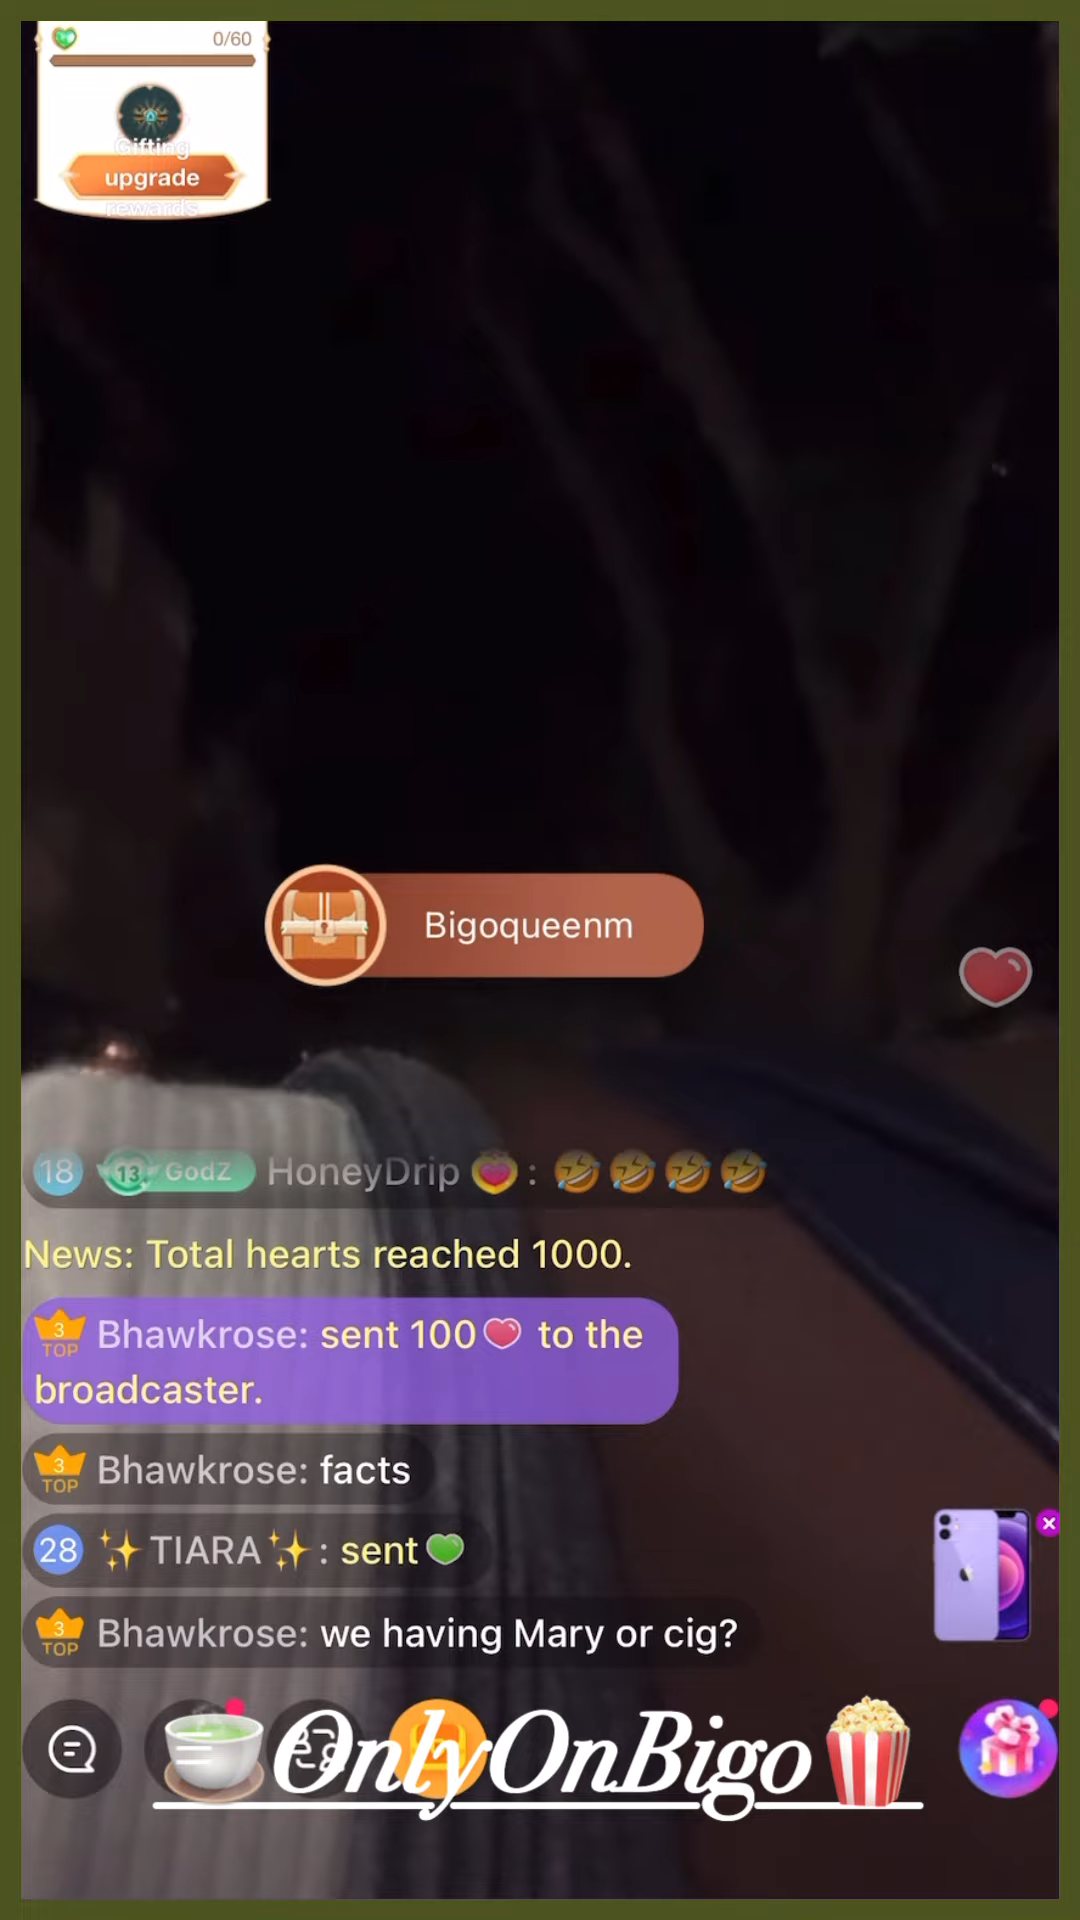 0/60
Gifting
upgrade
rewards
Bigoqueenm
18 13 GodZ HoneyDrip 💝 : 🤣🤣🤣🤣
News: Total hearts reached 1000.
3 TOP Bhawkrose: sent 100❤️ to the
broadcaster.
3 TOP Bhawkrose: facts
28 ✨TIARA✨: sent💚
3 TOP Bhawkrose: we having Mary or cig?
🍵OnlyOnBigo🍿